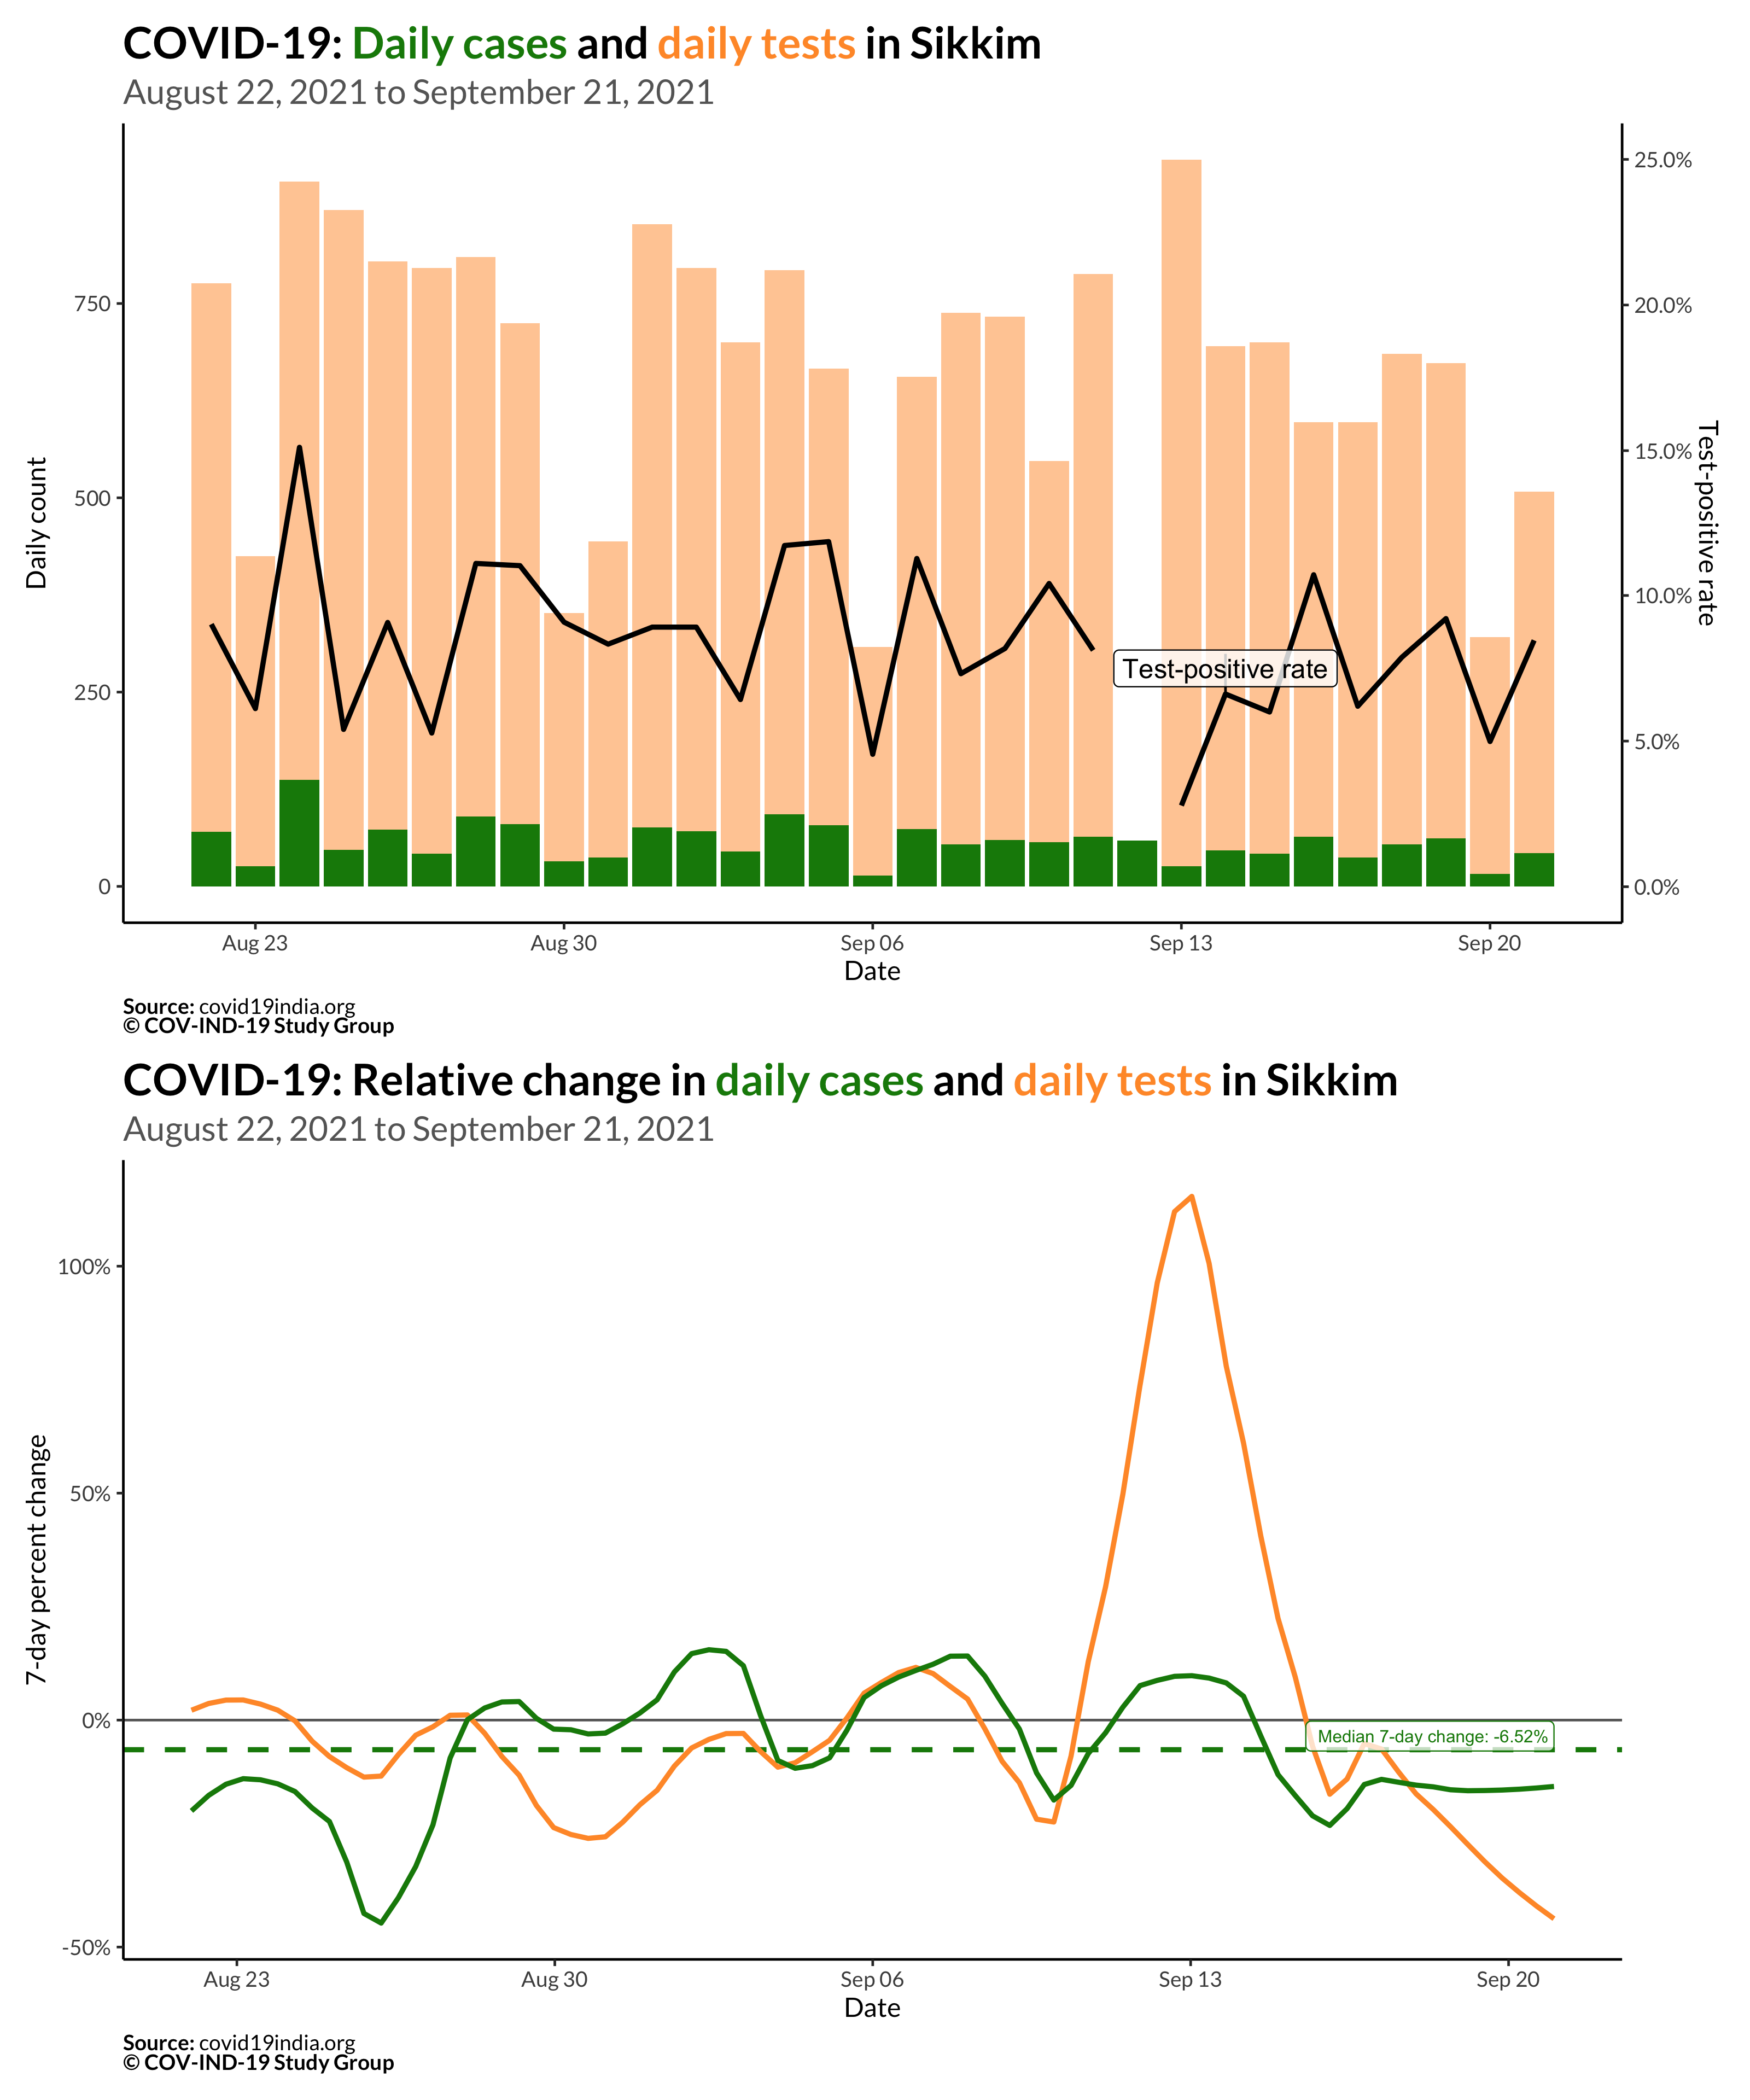 COVID-19: Daily cases and daily tests in Sikkim
August 22, 2021 to September 21, 2021
Daily count
750
500
250
0
25.0%
20.0%
15.0%
10.0%
5.0%
0.0%
Test-positive rate
Test-positive rate
Aug 23
Aug 30
Sep 06
Sep 13
Sep 20
Date
Source: covid19india.org
© COV-IND-19 Study Group
COVID-19: Relative change in daily cases and daily tests in Sikkim
August 22, 2021 to September 21, 2021
7-day percent change
100%
50%
0%
-50%
Median 7-day change: -6.52%
Aug 23
Aug 30
Sep 06
Sep 13
Sep 20
Date
Source: covid19india.org
© COV-IND-19 Study Group